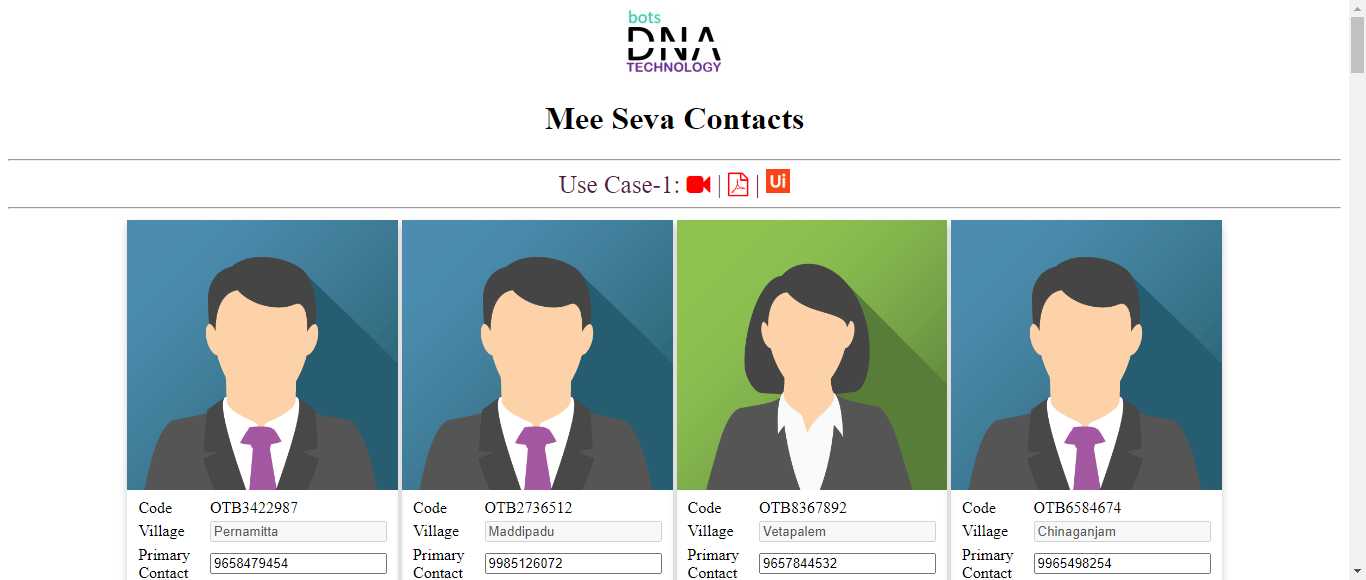 bots
DNA
TECHNOLOGY
Mee Seva Contacts
Use Case-1: | | Ui
Code OTB3422987 Code OTB2736512 Code OTB8367892 Code OTB6584674
Village Pernamitta Village Maddipadu Village Vetapalem Village Chinaganjam
Primary Contact 9658479454 Primary Contact 9985126072 Primary Contact 9657844532 Primary Contact 9965498254